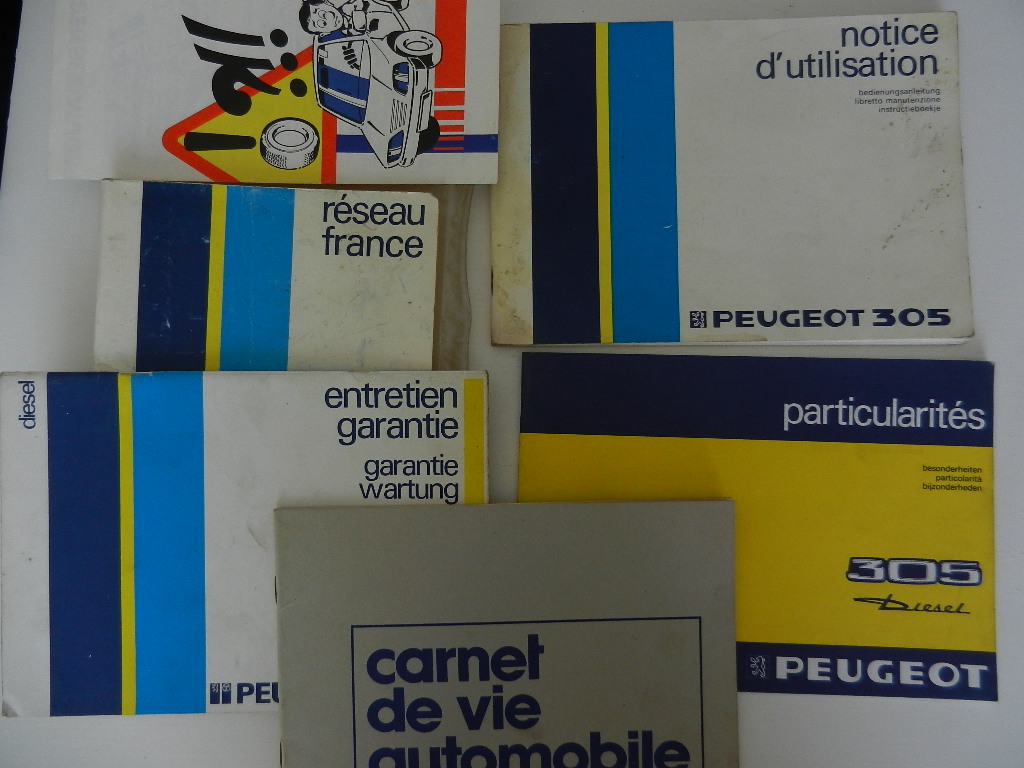 notice
d'utilisation
bedienungsanleitung
libretto manutenzione
instructieboekje
PEUGEOT 305
réseau
france
diesel
entretien
garantie
garantie
wartung
PEU
particularités
besonderheiten
particolarità
bijzonderheden
305
Diesel
PEUGEOT
carnet
de vie
automobile